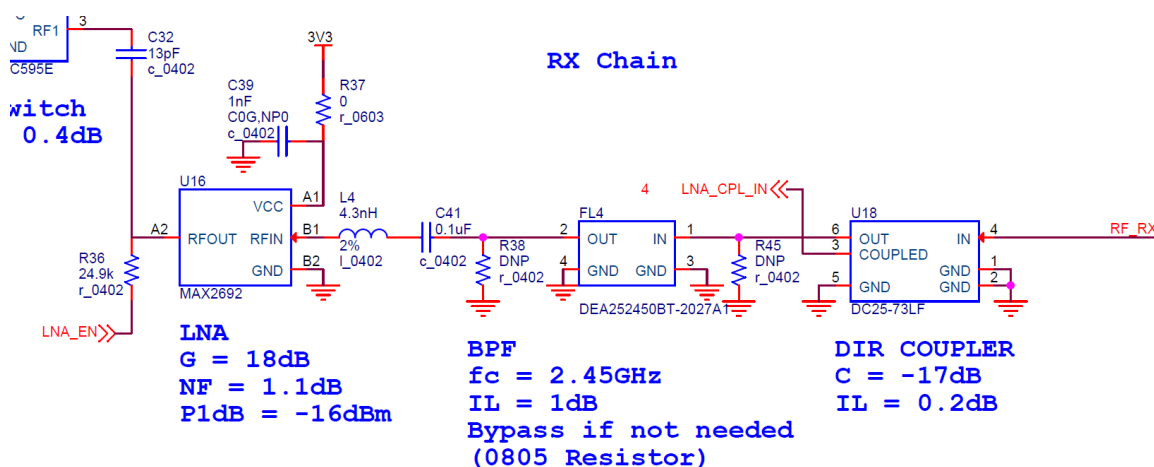 RX Chain
3
RF1
ND
C595E
C32
13pF
c_0402
witch
0.4dB
3V3
C39
1nF
C0G,NP0
c_0402
R37
0
r_0603
U16
A1
VCC
A2
RFOUT
RFIN
B1
GND
B2
MAX2692
R36
24.9k
r_0402
LNA_EN
L4
4.3nH
2%
l_0402
C41
0.1uF
c_0402
R38
DNP
r_0402
4
LNA_CPL_IN
FL4
2
OUT
IN
1
4
GND
GND
3
DEA252450BT-2027A1
R45
DNP
r_0402
U18
6
OUT
IN
4
3
COUPLED
GND
1
5
GND
GND
2
DC25-73LF
RF_RX
LNA
G = 18dB
NF = 1.1dB
P1dB = -16dBm
BPF
fc = 2.45GHz
IL = 1dB
Bypass if not needed
(0805 Resistor)
DIR COUPLER
C = -17dB
IL = 0.2dB